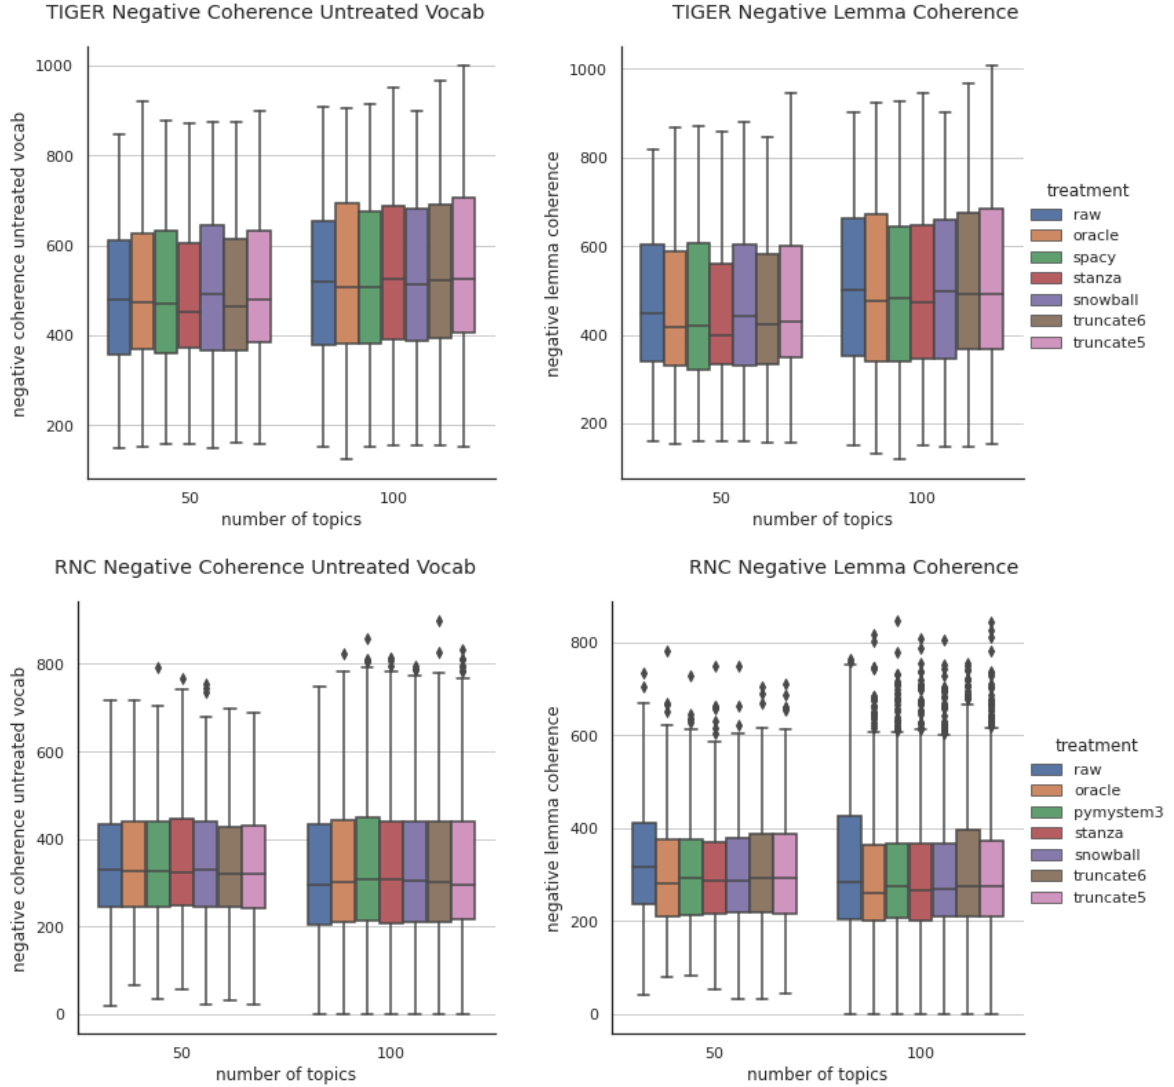 TIGER Negative Coherence Untreated Vocab
negative coherence untreated vocab
1000
800
600
400
200
50
100
number of topics
TIGER Negative Lemma Coherence
negative lemma coherence
1000
800
600
400
200
50
100
number of topics
treatment
raw
oracle
spacy
stanza
snowball
truncate6
truncate5
RNC Negative Coherence Untreated Vocab
negative coherence untreated vocab
800
600
400
200
0
50
100
number of topics
RNC Negative Lemma Coherence
negative lemma coherence
800
600
400
200
0
50
100
number of topics
treatment
raw
oracle
pymystem3
stanza
snowball
truncate6
truncate5